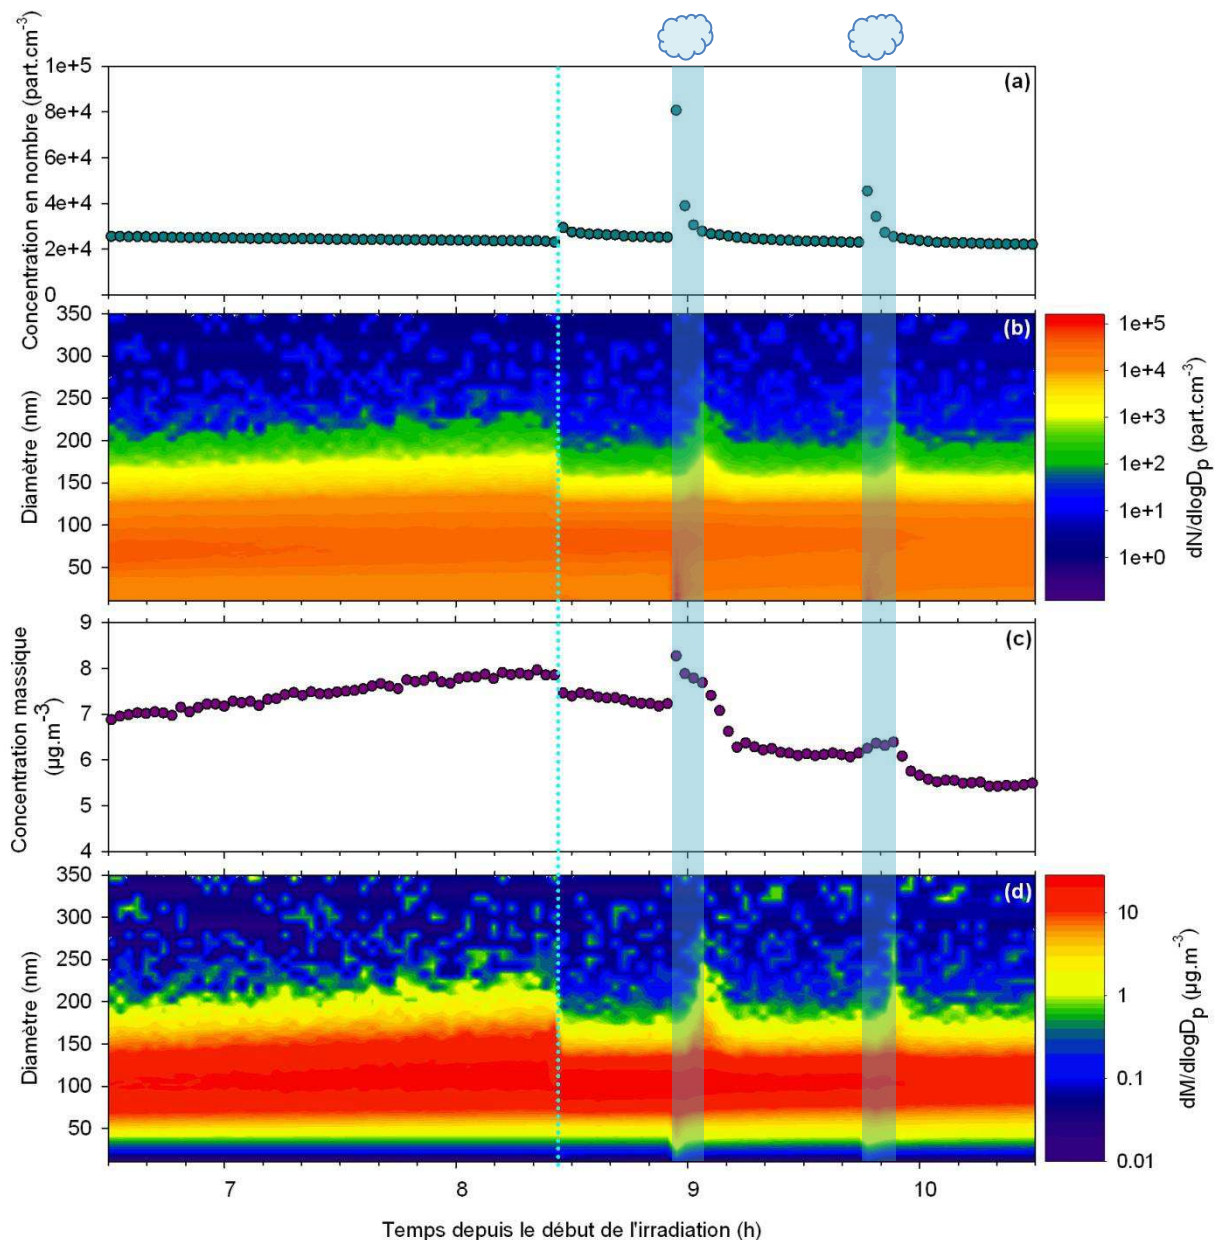 Concentration en nombre (part.cm-3)
1e+5
8e+4
6e+4
4e+4
2e+4
0
(a)
Diamètre (nm)
350
300
250
200
150
100
50
(b)
1e+5
1e+4
1e+3
1e+2
1e+1
1e+0
dN/dlogDp (part.cm-3)
Concentration massique
(µg.m-3)
9
8
7
6
5
4
(c)
Diamètre (nm)
350
300
250
200
150
100
50
(d)
10
1
0.1
0.01
dM/dlogDp (µg.m-3)
7
8
9
10
Temps depuis le début de l'irradiation (h)